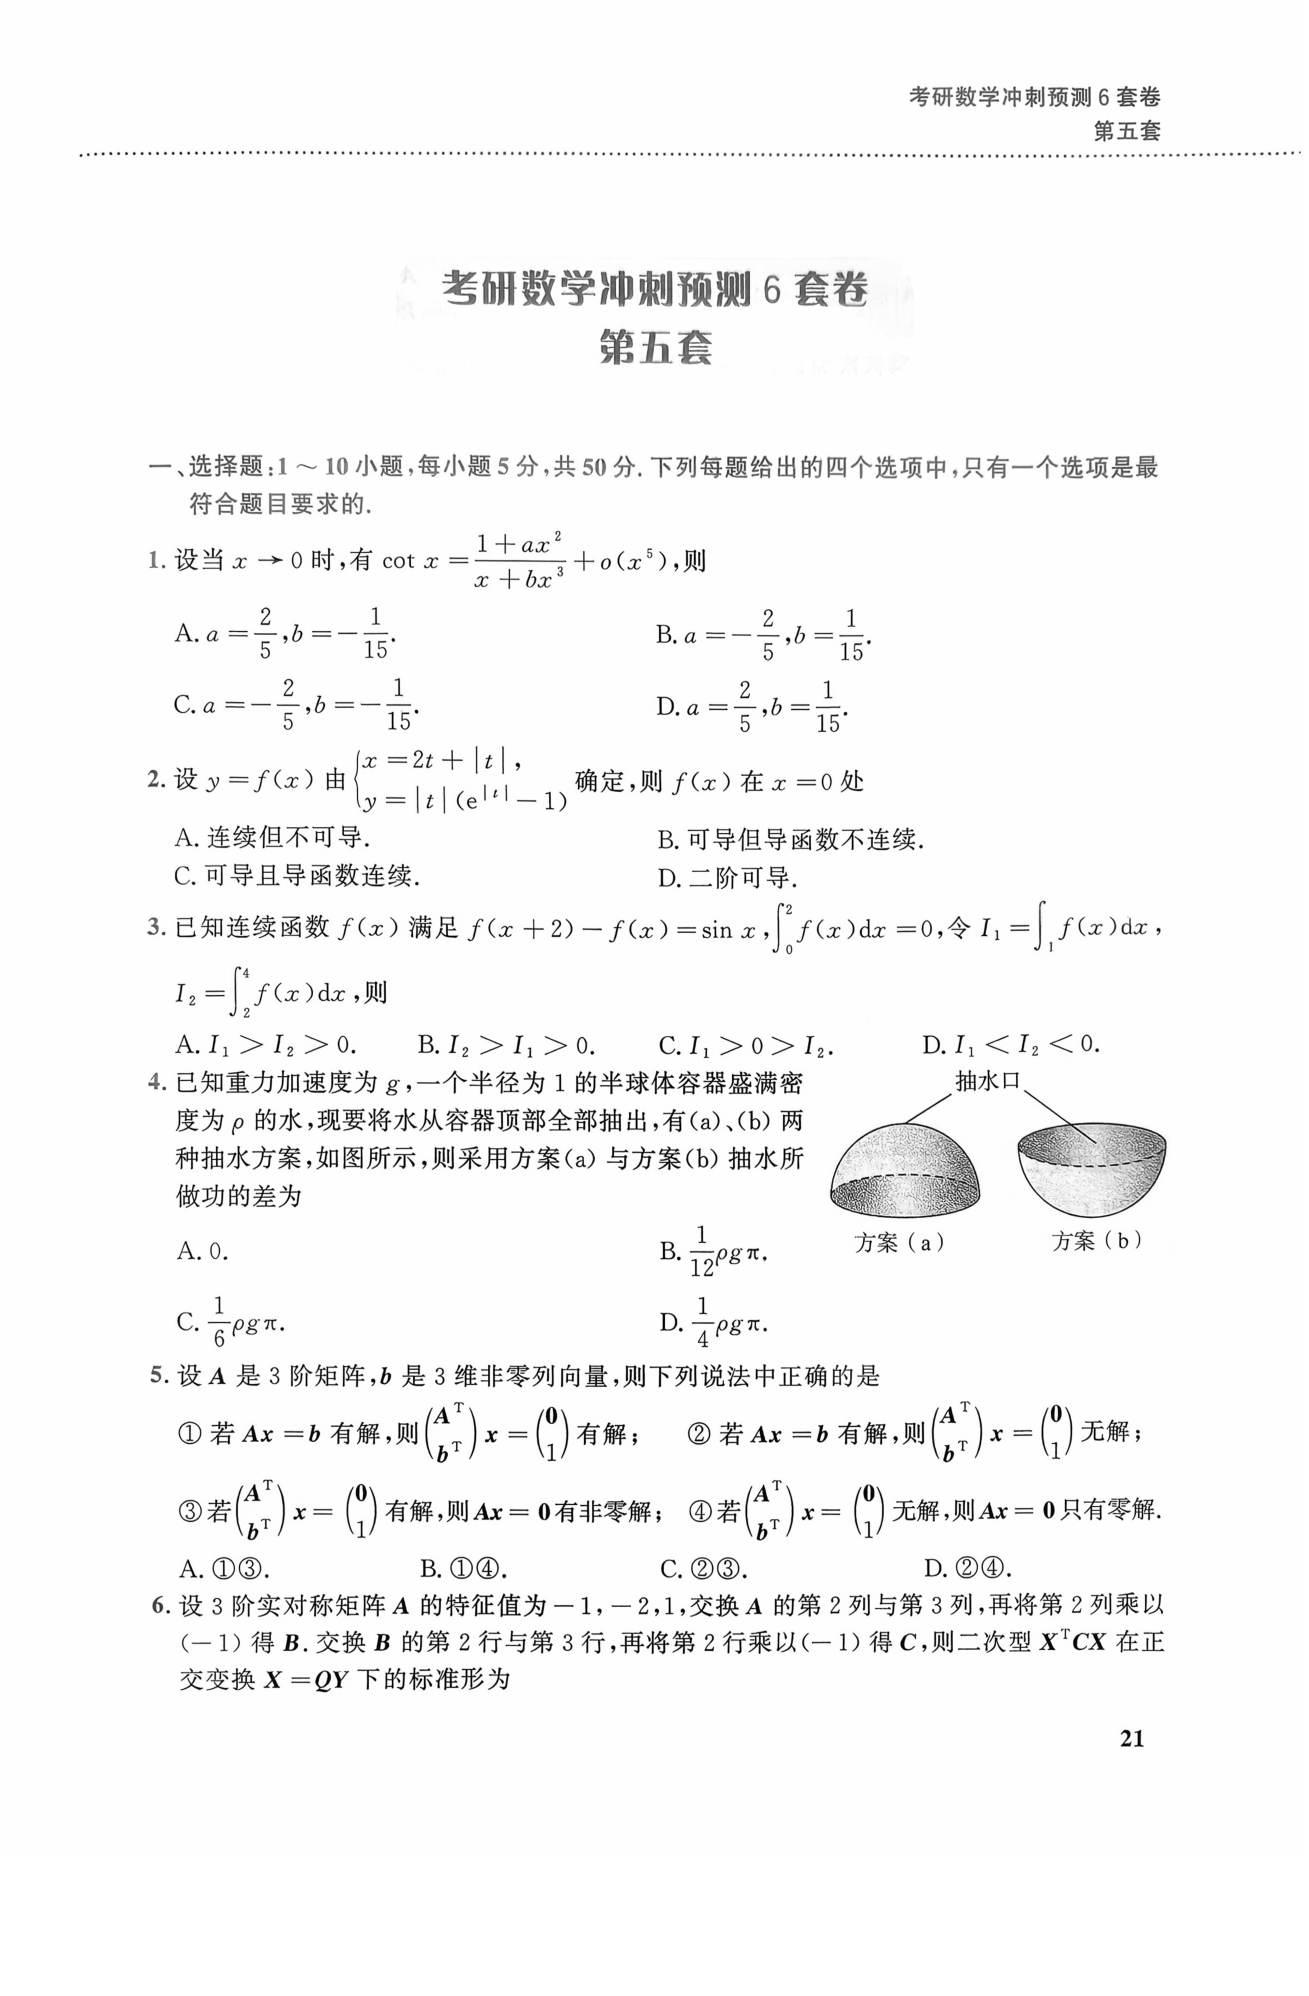 考研数学冲刺预测6套卷
第五套
考研数学冲刺预测6套卷
第五套
一、选择题:1～10小题,每小题5分,共50分.下列每题给出的四个选项中,只有一个选项是最
符合题目要求的.
1. 设当 x→0时,有 cot x = (1+ax²)/(x+bx³) + o(x⁵),则
A. a = 2/5, b = -1/15. B. a = -2/5, b = 1/15.
C. a = -2/5, b = -1/15. D. a = 2/5, b = 1/15.
2. 设 y=f(x) 由 { x=2t+|t|, y=|t|(e^|t|-1) 确定,则 f(x) 在 x=0处
A. 连续但不可导. B. 可导但导函数不连续.
C. 可导且导函数连续. D. 二阶可导.
3. 已知连续函数 f(x) 满足 f(x+2)-f(x)=sin x, ∫₀² f(x)dx=0,令 I₁=∫₁ f(x)dx,
I₂=∫₂⁴ f(x)dx,则
A. I₁>I₂>0. B. I₂>I₁>0. C. I₁>0>I₂. D. I₁<I₂<0.
4. 已知重力加速度为 g,一个半径为1的半球体容器盛满密
度为 ρ 的水,现要将水从容器顶部全部抽出,有(a)、(b)两
种抽水方案,如图所示,则采用方案(a)与方案(b)抽水所
做功的差为
抽水口
方案(a) 方案(b)
A. 0. B. 1/12 ρgπ.
C. 1/6 ρgπ. D. 1/4 ρgπ.
5. 设 A 是3阶矩阵,b 是3维非零列向量,则下列说法中正确的是
① 若 Ax=b 有解,则 (Aᵀ; bᵀ)x=(0; 1) 有解; ② 若 Ax=b 有解,则 (Aᵀ; bᵀ)x=(0; 1) 无解;
③ 若 (Aᵀ; bᵀ)x=(0; 1) 有解,则 Ax=0 有非零解; ④ 若 (Aᵀ; bᵀ)x=(0; 1) 无解,则 Ax=0 只有零解.
A. ①③. B. ①④. C. ②③. D. ②④.
6. 设3阶实对称矩阵 A 的特征值为-1,-2,1,交换 A 的第2列与第3列,再将第2列乘以
(-1)得 B. 交换 B 的第2行与第3行,再将第2行乘以(-1)得 C,则二次型 XᵀCX 在正
交变换 X=QY 下的标准形为
21